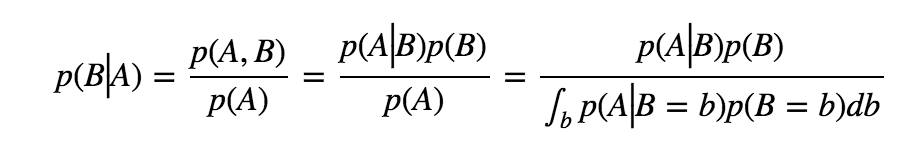 p(B|A) = p(A, B) / p(A) = p(A|B)p(B) / p(A) = p(A|B)p(B) / ∫_b p(A|B = b)p(B = b)db